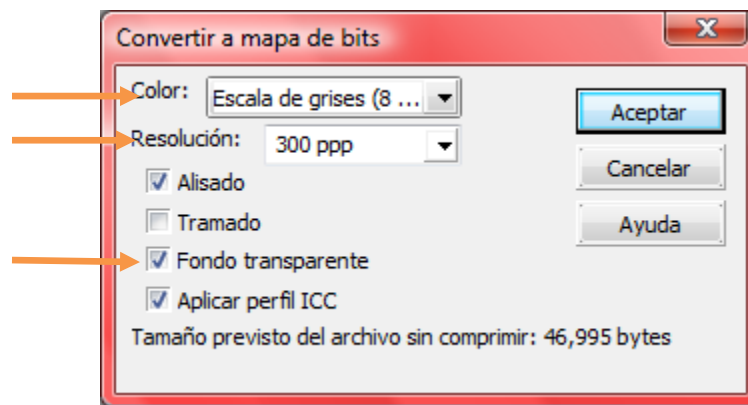 Convertir a mapa de bits
Color: Escala de grises (8 ...
Aceptar
Resolución: 300 ppp
Cancelar
Alisado
Tramado
Ayuda
Fondo transparente
Aplicar perfil ICC
Tamaño previsto del archivo sin comprimir: 46,995 bytes